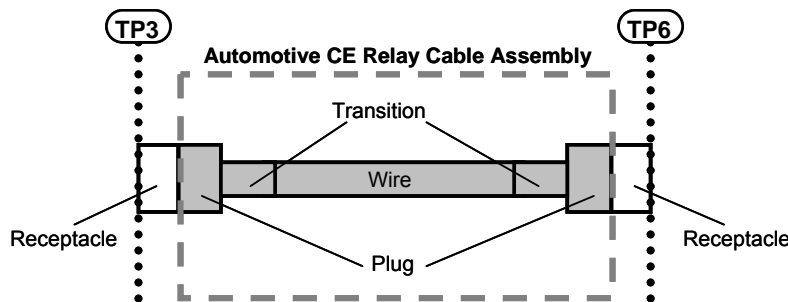 TP3 TP6
Automotive CE Relay Cable Assembly
Transition
Wire
Receptacle Receptacle
Plug